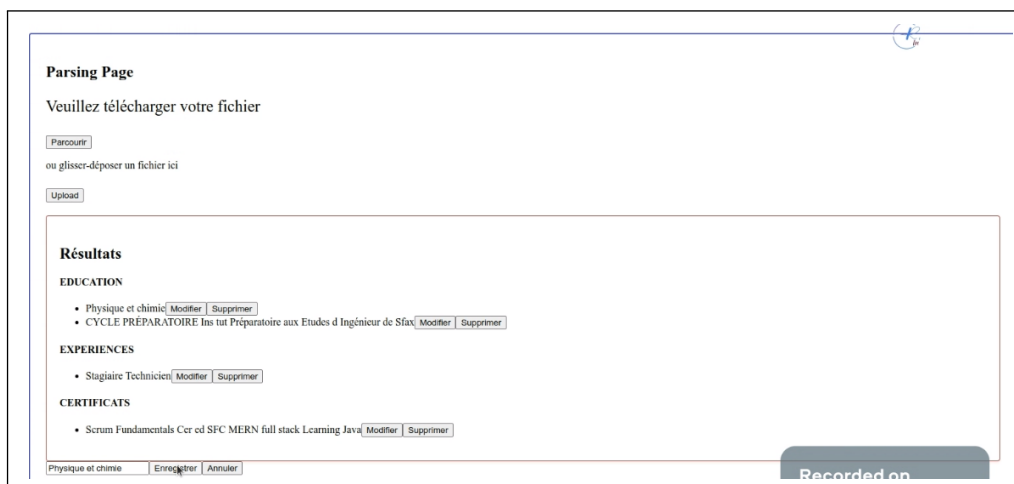 Parsing Page
Veuillez télécharger votre fichier
Parcourir
ou glisser-déposer un fichier ici
Upload
Résultats
EDUCATION
Physique et chimie Modifier Supprimer
CYCLE PRÉPARATOIRE Ins tut Préparatoire aux Etudes d Ingénieur de Sfax Modifier Supprimer
EXPERIENCES
Stagiaire Technicien Modifier Supprimer
CERTIFICATS
Scrum Fundamentals Cer ed SFC MERN full stack Learning Java Modifier Supprimer
Physique et chimie Enregistrer Annuler
Recorded on